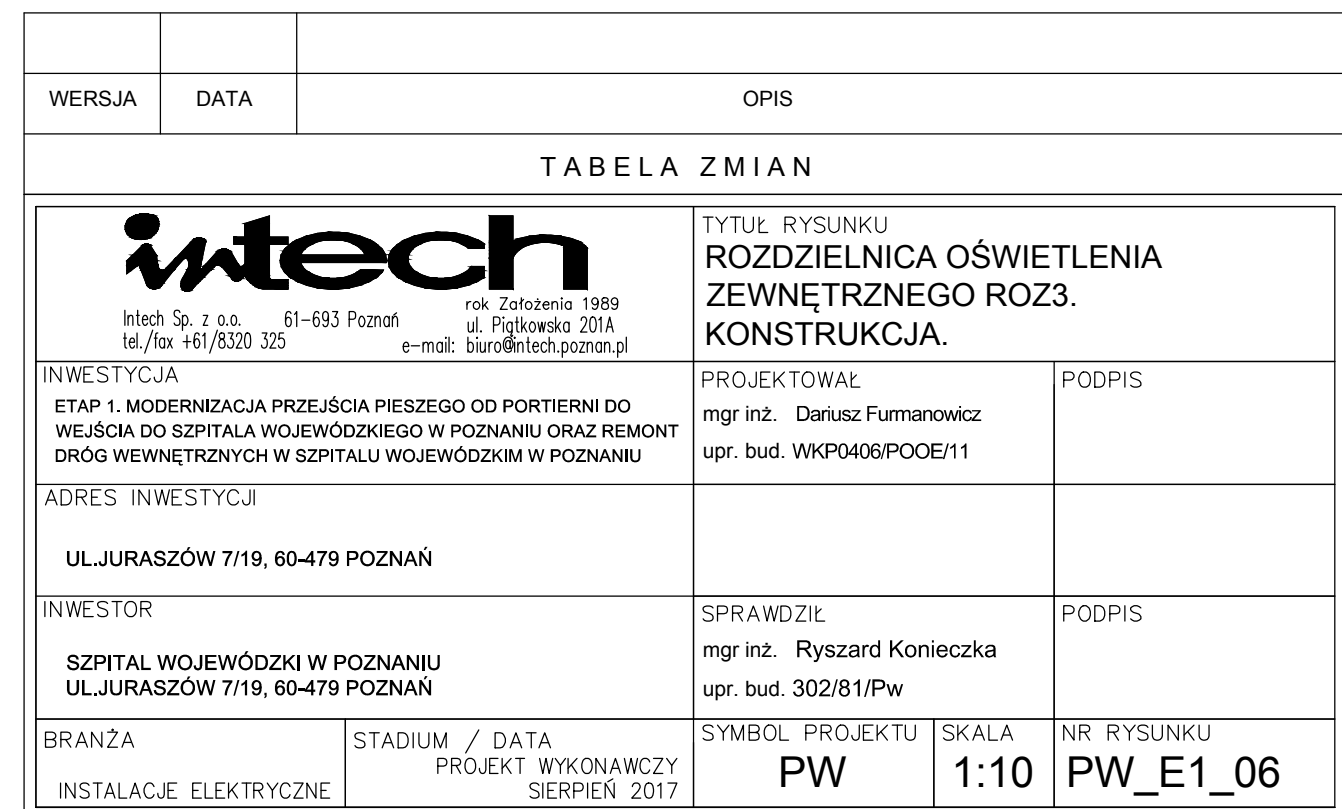 WERSJA DATA OPIS
TABELA ZMIAN
intech
rok Założenia 1989
Intech Sp. z o.o. 61-693 Poznań ul. Piątkowska 201A
tel./fax +61/8320 325 e-mail: biuro@intech.poznan.pl
TYTUŁ RYSUNKU
ROZDZIELNICA OŚWIETLENIA
ZEWNĘTRZNEGO ROZ3.
KONSTRUKCJA.
INWESTYCJA
ETAP 1. MODERNIZACJA PRZEJŚCIA PIESZEGO OD PORTIERNI DO
WEJŚCIA DO SZPITALA WOJEWÓDZKIEGO W POZNANIU ORAZ REMONT
DRÓG WEWNĘTRZNYCH W SZPITALU WOJEWÓDZKIM W POZNANIU
PROJEKTOWAŁ
mgr inż. Dariusz Furmanowicz
upr. bud. WKP0406/POOE/11
PODPIS
ADRES INWESTYCJI
UL.JURASZÓW 7/19, 60-479 POZNAŃ
INWESTOR
SZPITAL WOJEWÓDZKI W POZNANIU
UL.JURASZÓW 7/19, 60-479 POZNAŃ
SPRAWDZIŁ
mgr inż. Ryszard Konieczka
upr. bud. 302/81/Pw
PODPIS
BRANŻA
INSTALACJE ELEKTRYCZNE
STADIUM / DATA
PROJEKT WYKONAWCZY
SIERPIEŃ 2017
SYMBOL PROJEKTU
PW
SKALA
1:10
NR RYSUNKU
PW_E1_06